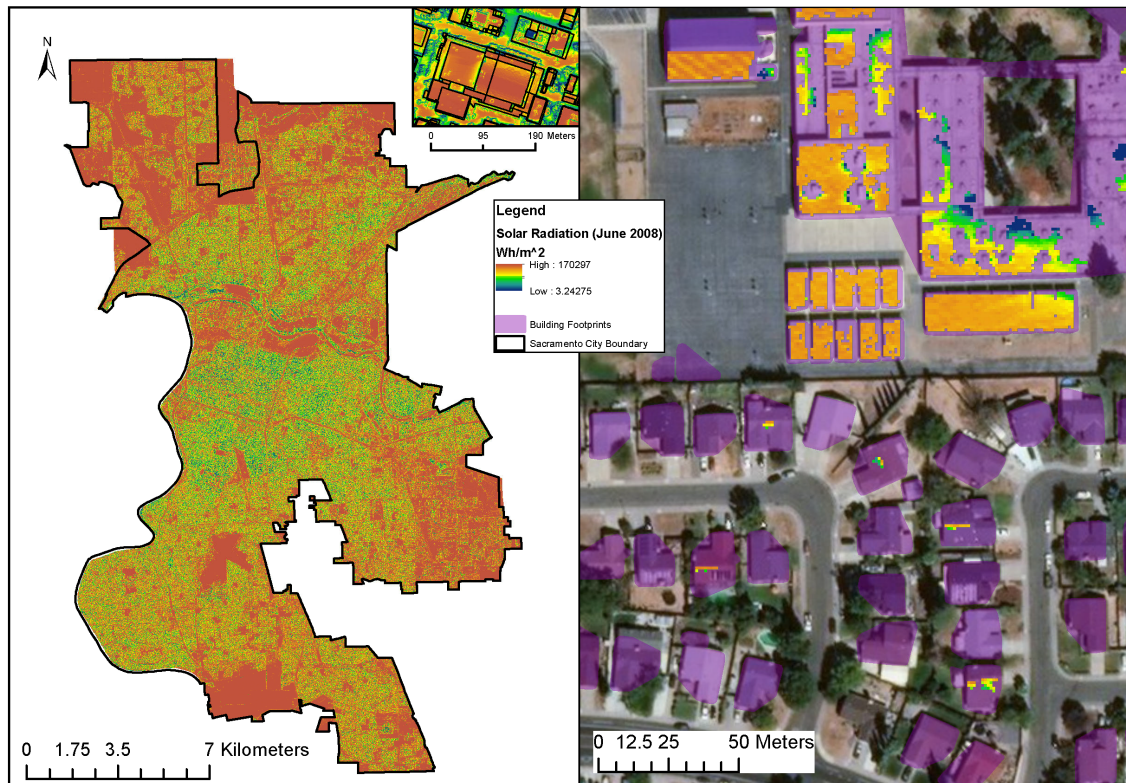 N
0 95 190 Meters
Legend
Solar Radiation (June 2008)
Wh/m^2
High : 170297
Low : 3.24275
Building Footprints
Sacramento City Boundary
0 1.75 3.5 7 Kilometers
0 12.5 25 50 Meters